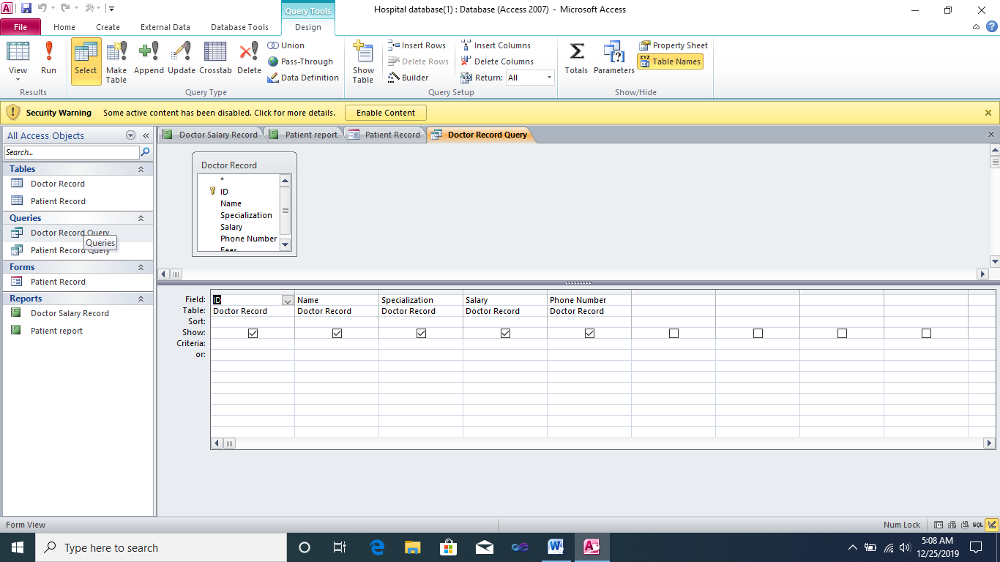 Hospital database(1) : Database (Access 2007) - Microsoft Access
Query Tools
File Home Create External Data Database Tools Design
View
Run
Results
Select
Make Table
Append
Update
Crosstab
Delete
Union
Pass-Through
Data Definition
Query Type
Show Table
Insert Rows
Delete Rows
Builder
Insert Columns
Delete Columns
Return: All
Query Setup
Totals
Parameters
Property Sheet
XYZ Table Names
Show/Hide
Security Warning Some active content has been disabled. Click for more details. Enable Content
All Access Objects
Search...
Tables
Doctor Record
Patient Record
Queries
Doctor Record Query
Queries
Patient Record Query
Forms
Patient Record
Reports
Doctor Salary Record
Patient report
Doctor Salary Record Patient report Patient Record Doctor Record Query
Doctor Record
*
ID
Name
Specialization
Salary
Phone Number
Fees
Field: ID Name Specialization Salary Phone Number
Table: Doctor Record Doctor Record Doctor Record Doctor Record Doctor Record
Sort:
Show:
Criteria:
or:
Form View Num Lock SQL
Type here to search
5:08 AM
12/25/2019